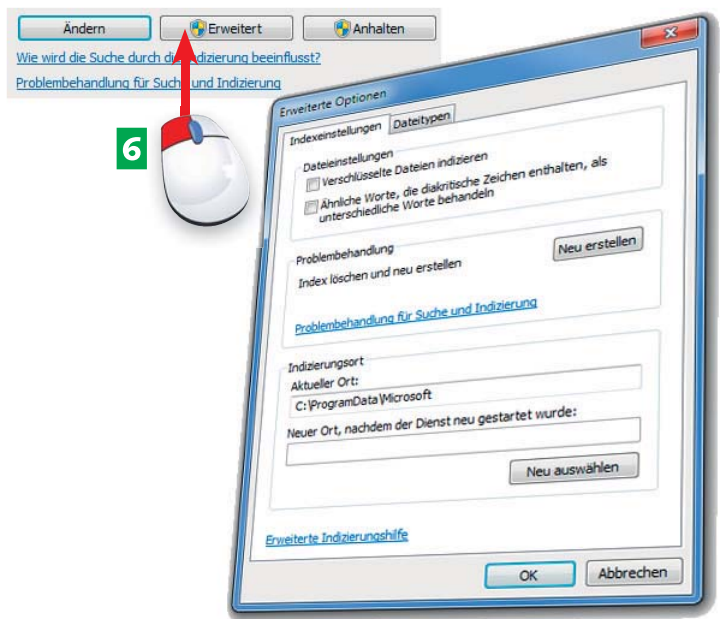 Ändern
Erweitert
Anhalten
Wie wird die Suche durch die Indizierung beeinflusst?
Problembehandlung für Suche und Indizierung
6
Erweiterte Optionen
Indexeinstellungen
Dateitypen
Dateieinstellungen
Verschlüsselte Dateien indizieren
Ähnliche Worte, die diakritische Zeichen enthalten, als
unterschiedliche Worte behandeln
Problembehandlung
Index löschen und neu erstellen
Neu erstellen
Problembehandlung für Suche und Indizierung
Indizierungsort
Aktueller Ort:
C:\ProgramData\Microsoft
Neuer Ort, nachdem der Dienst neu gestartet wurde:
Neu auswählen
Erweiterte Indizierungshilfe
OK
Abbrechen